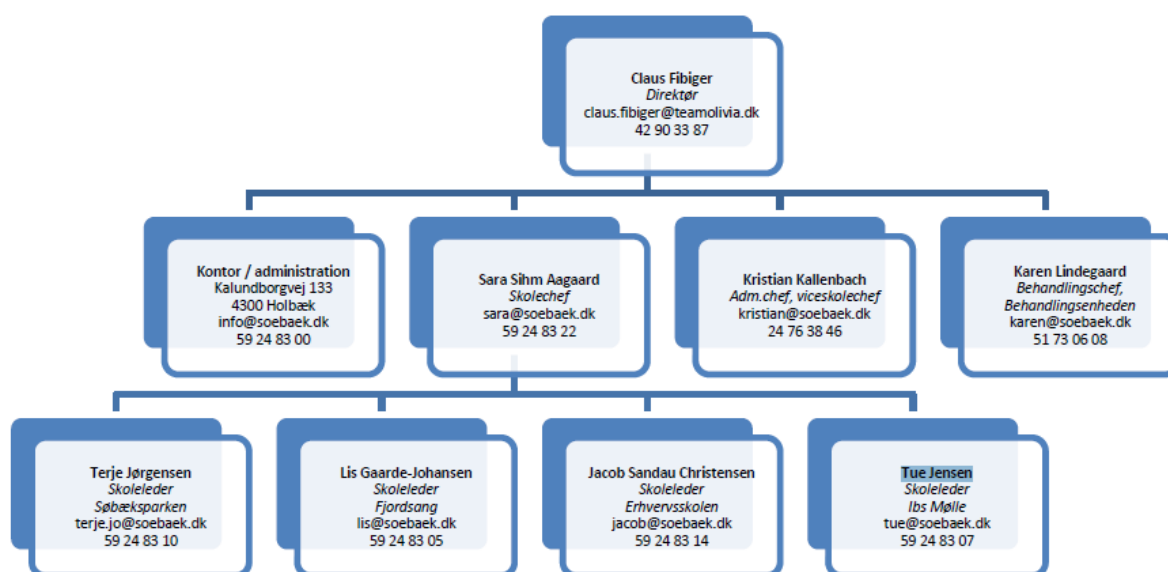 Claus Fibiger
Direktør
claus.fibiger@teamolivia.dk
42 90 33 87
Kontor / administration
Kalundborgvej 133
4300 Holbæk
info@soebaek.dk
59 24 83 00
Sara Sihm Aagaard
Skolechef
sara@soebaek.dk
59 24 83 22
Kristian Kallenbach
Adm.chef, viceskolechef
kristian@soebaek.dk
24 76 38 46
Karen Lindegaard
Behandlingschef,
Behandlingsenheden
karen@soebaek.dk
51 73 06 08
Terje Jørgensen
Skoleleder
Søbæksparken
terje.jo@soebaek.dk
59 24 83 10
Lis Gaarde-Johansen
Skoleleder
Fjordsang
lis@soebaek.dk
59 24 83 05
Jacob Sandau Christensen
Skoleleder
Erhvervsskolen
jacob@soebaek.dk
59 24 83 14
Tue Jensen
Skoleleder
Ibs Mølle
tue@soebaek.dk
59 24 83 07